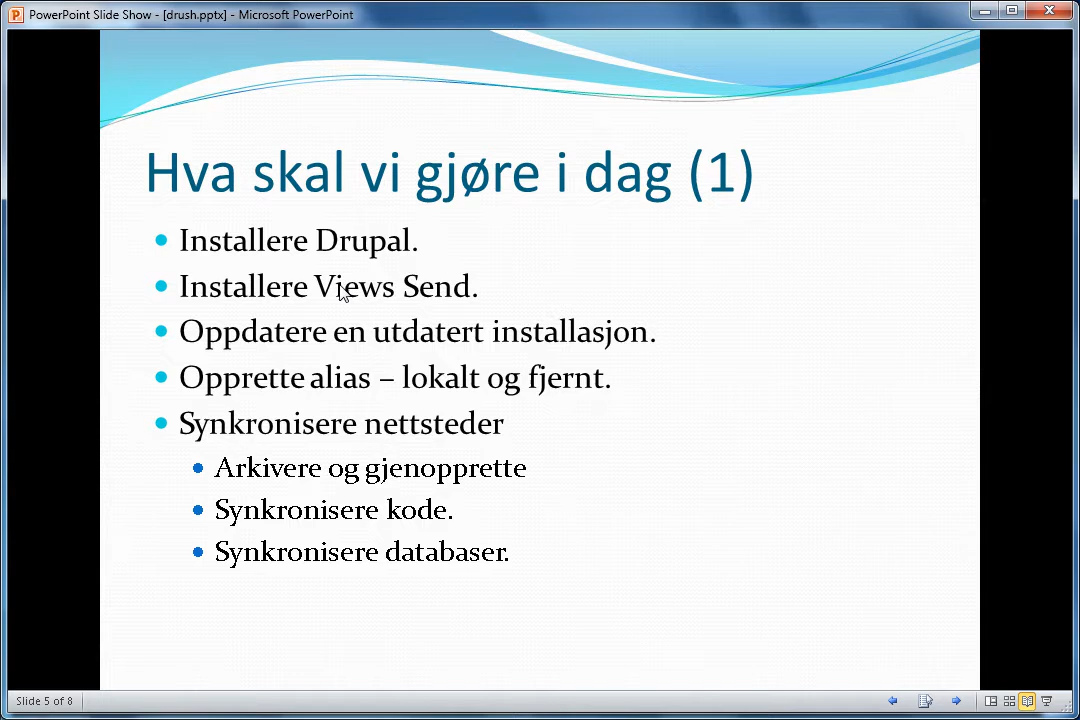 PowerPoint Slide Show - [drush.pptx] - Microsoft PowerPoint
Hva skal vi gjøre i dag (1)
Installere Drupal.
Installere Views Send.
Oppdatere en utdatert installasjon.
Opprette alias – lokalt og fjernt.
Synkronisere nettsteder
Arkivere og gjenopprette
Synkronisere kode.
Synkronisere databaser.
Slide 5 of 8